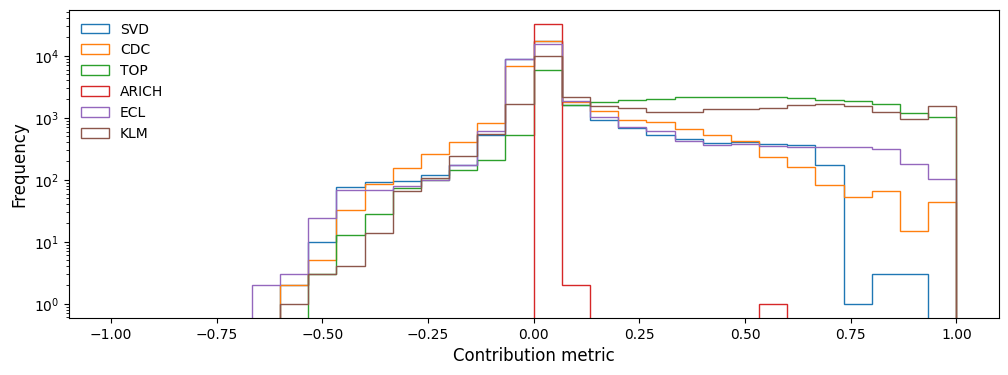 SVD
CDC
TOP
ARICH
ECL
KLM
10⁴
10³
10²
10¹
10⁰
Frequency
−1.00 −0.75 −0.50 −0.25 0.00 0.25 0.50 0.75 1.00
Contribution metric